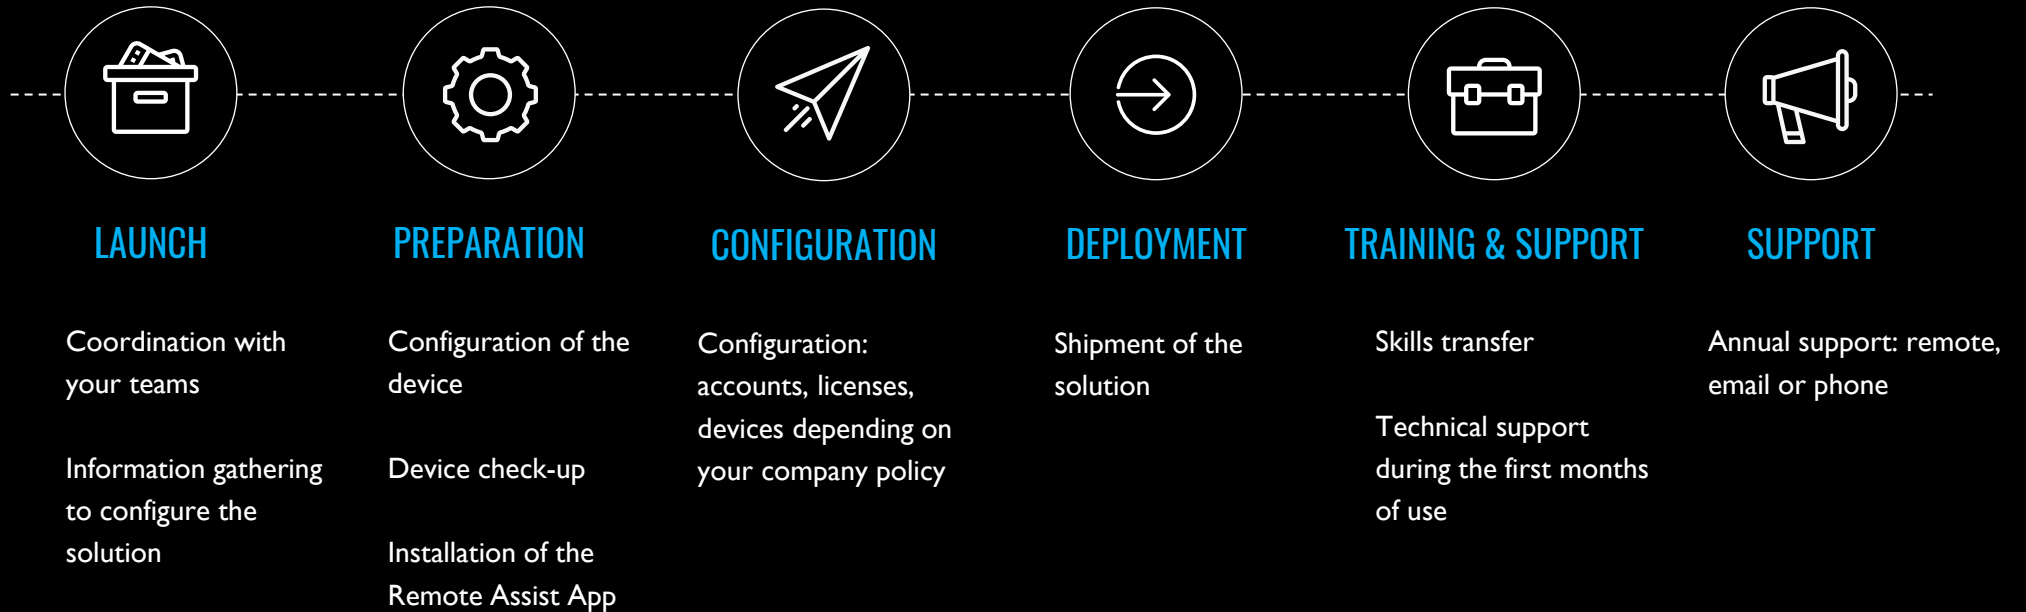 LAUNCH
Coordination with
your teams
Information gathering
to configure the
solution
PREPARATION
Configuration of the
device
Device check-up
Installation of the
Remote Assist App
CONFIGURATION
Configuration:
accounts, licenses,
devices depending on
your company policy
DEPLOYMENT
Shipment of the
solution
TRAINING & SUPPORT
Skills transfer
Technical support
during the first months
of use
SUPPORT
Annual support: remote,
email or phone